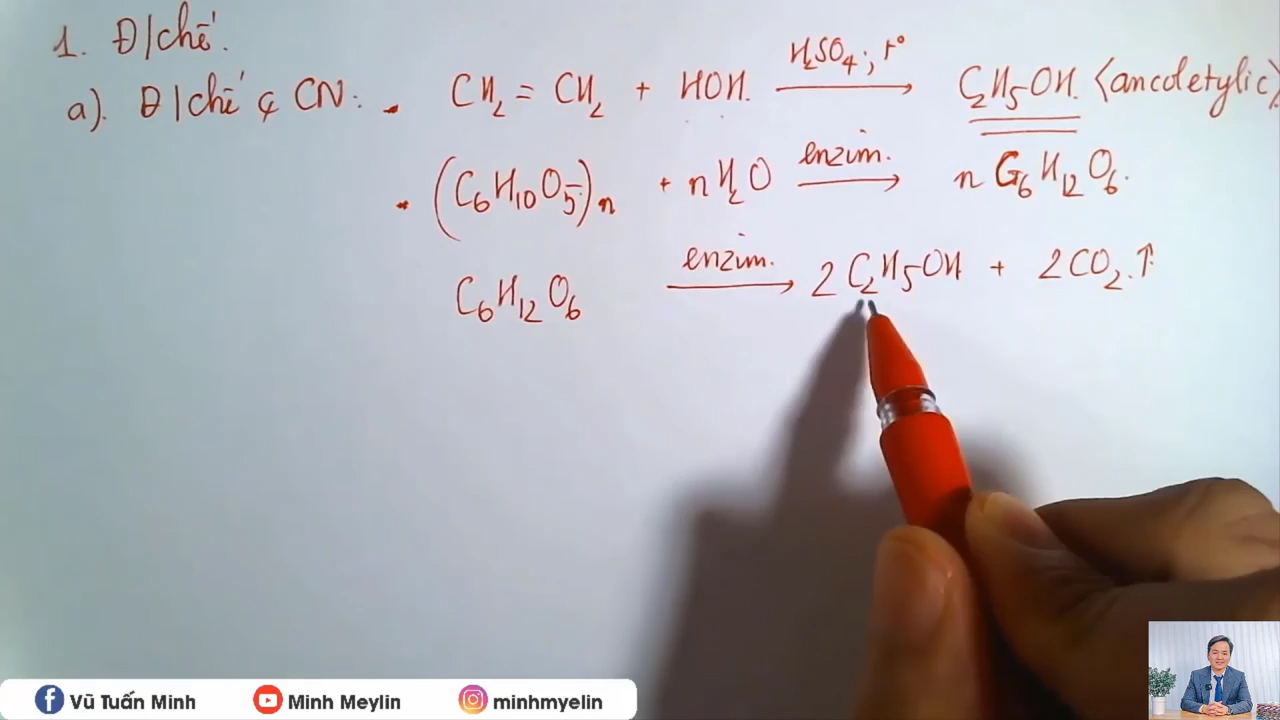 1. Đ/chế.
a). Đ/chế ç CN: • CH₂ = CH₂ + HOH. H₂SO₄; t° → C₂H₅OH. (ancoletylic)
• (C₆H₁₀O₅)ₙ + nH₂O enzim. → n C₆H₁₂O₆.
C₆H₁₂O₆ enzim. → 2C₂H₅OH + 2CO₂.↑
Vũ Tuấn Minh Minh Meylin minhmyelin